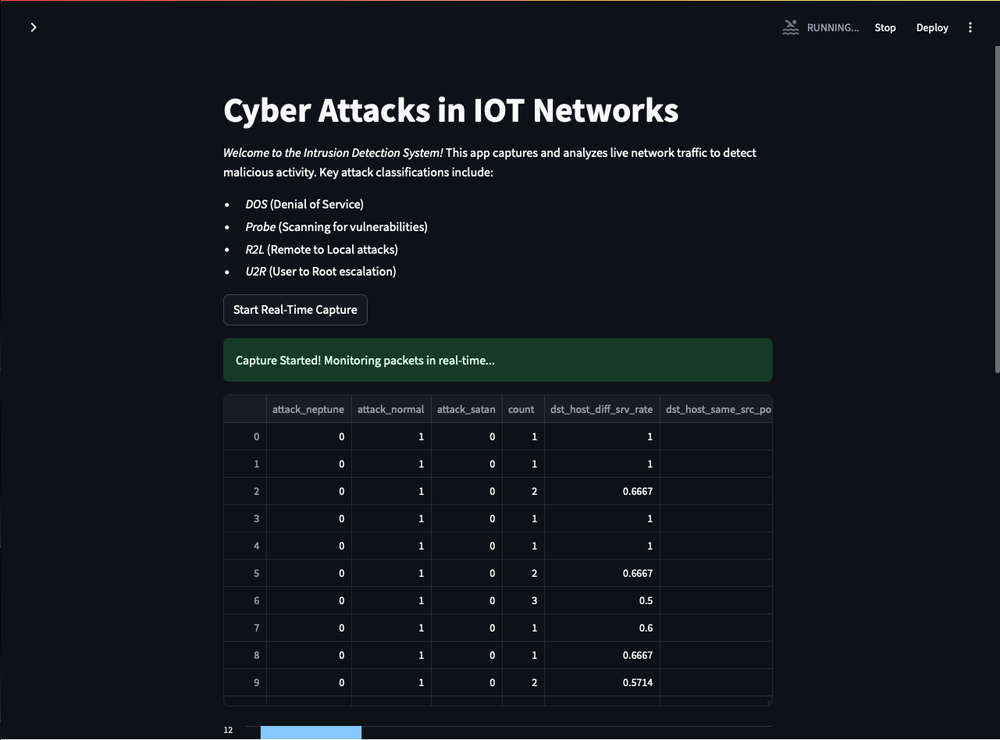 RUNNING...
Stop
Deploy
Cyber Attacks in IOT Networks
Welcome to the Intrusion Detection System! This app captures and analyzes live network traffic to detect
malicious activity. Key attack classifications include:
• DOS (Denial of Service)
• Probe (Scanning for vulnerabilities)
• R2L (Remote to Local attacks)
• U2R (User to Root escalation)
Start Real-Time Capture
Capture Started! Monitoring packets in real-time...
attack_neptune attack_normal attack_satan count dst_host_diff_srv_rate dst_host_same_src_po
0 0 1 0 1 1
1 0 1 0 1 1
2 0 1 0 2 0.6667
3 0 1 0 1 1
4 0 1 0 1 1
5 0 1 0 2 0.6667
6 0 1 0 3 0.5
7 0 1 0 1 0.6
8 0 1 0 1 0.6667
9 0 1 0 2 0.5714
12